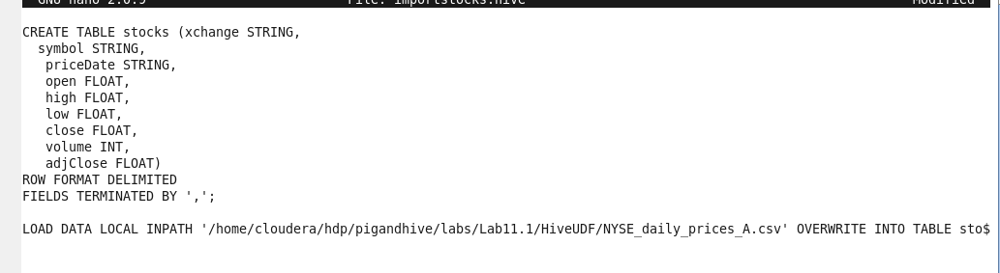 GNU nano 2.0.9 File: importstocks.hive Modified
CREATE TABLE stocks (xchange STRING,
symbol STRING,
priceDate STRING,
open FLOAT,
high FLOAT,
low FLOAT,
close FLOAT,
volume INT,
adjClose FLOAT)
ROW FORMAT DELIMITED
FIELDS TERMINATED BY ',';
LOAD DATA LOCAL INPATH '/home/cloudera/hdp/pigandhive/labs/Lab11.1/HiveUDF/NYSE_daily_prices_A.csv' OVERWRITE INTO TABLE sto$